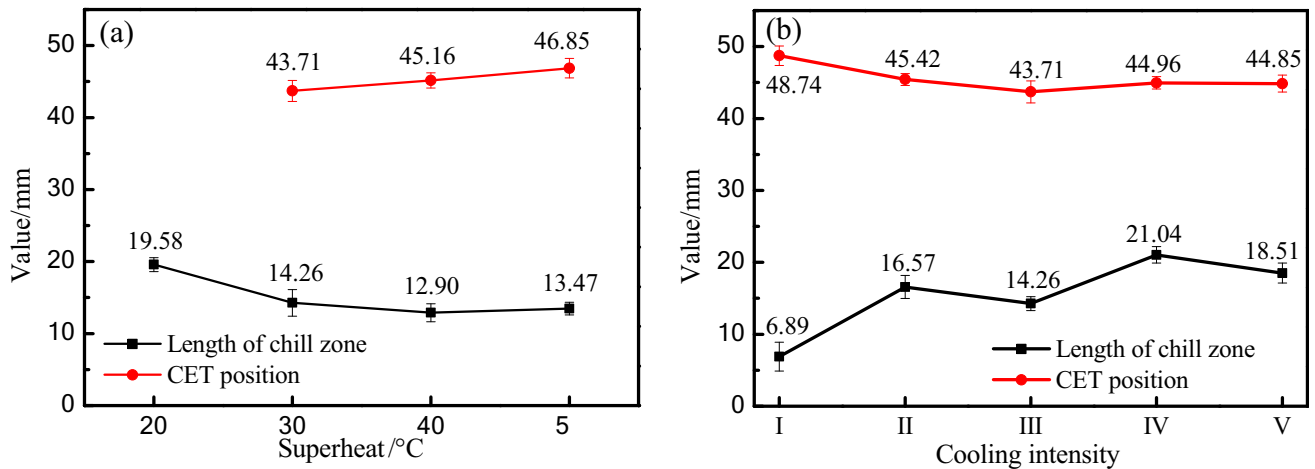 (a)
Value/mm
50
40
30
20
10
0
43.71
45.16
46.85
19.58
14.26
12.90
13.47
Length of chill zone
CET position
20
30
40
5
Superheat /°C
(b)
Value/mm
50
40
30
20
10
0
48.74
45.42
43.71
44.96
44.85
6.89
16.57
14.26
21.04
18.51
Length of chill zone
CET position
I
II
III
IV
V
Cooling intensity